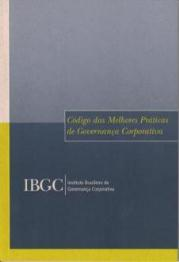 Código das Melhores Práticas
de Governança Corporativa
IBGC
Instituto Brasileiro de
Governança Corporativa